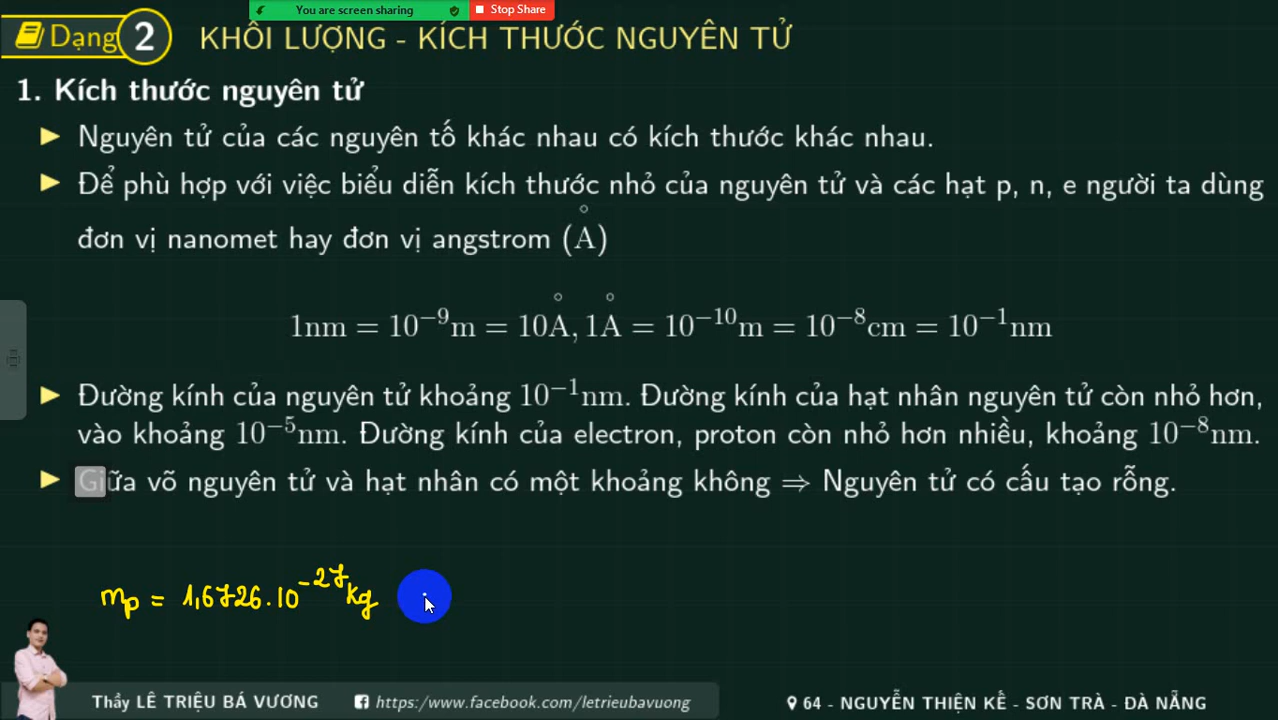 You are screen sharing Stop Share
Dạng 2 KHỐI LƯỢNG - KÍCH THƯỚC NGUYÊN TỬ
1. Kích thước nguyên tử
Nguyên tử của các nguyên tố khác nhau có kích thước khác nhau.
Để phù hợp với việc biểu diễn kích thước nhỏ của nguyên tử và các hạt p, n, e người ta dùng
đơn vị nanomet hay đơn vị angstrom (Å)
1nm = 10⁻⁹m = 10Å, 1Å = 10⁻¹⁰m = 10⁻⁸cm = 10⁻¹nm
Đường kính của nguyên tử khoảng 10⁻¹nm. Đường kính của hạt nhân nguyên tử còn nhỏ hơn,
vào khoảng 10⁻⁵nm. Đường kính của electron, proton còn nhỏ hơn nhiều, khoảng 10⁻⁸nm.
Giữa võ nguyên tử và hạt nhân có một khoảng không ⇒ Nguyên tử có cấu tạo rỗng.
mp = 1,6726.10⁻²⁷kg
Thầy LÊ TRIỆU BÁ VƯƠNG https://www.facebook.com/letrieubavuong 64 - NGUYỄN THIỆN KẾ - SƠN TRÀ - ĐÀ NẴNG